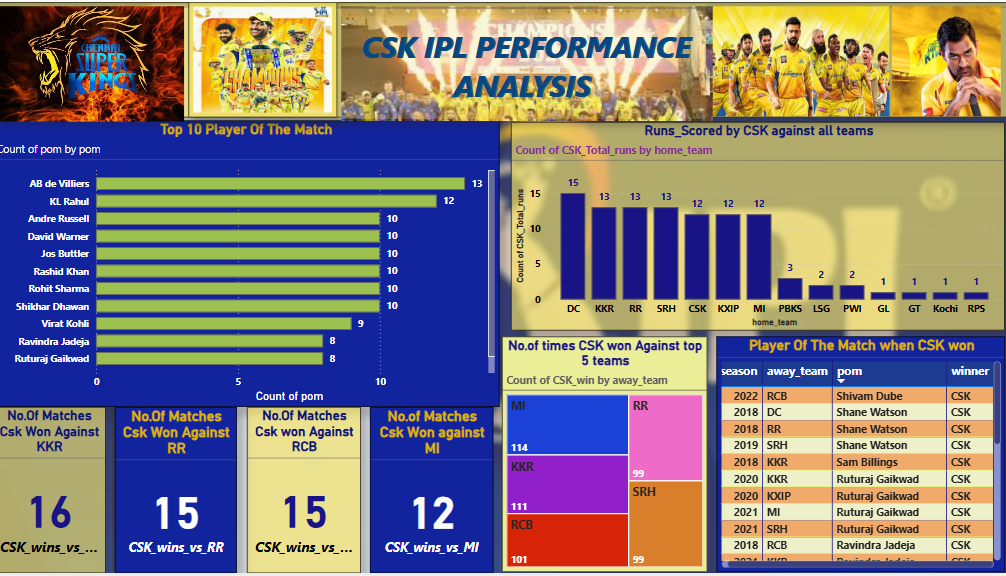 CHENNAI
SUPER
KINGS
IPL
CHAMPIONS
CSK IPL PERFORMANCE
ANALYSIS
Top 10 Player Of The Match
Count of pom by pom
AB de Villiers 13
KL Rahul 12
Andre Russell 10
David Warner 10
Jos Buttler 10
Rashid Khan 10
Rohit Sharma 10
Shikhar Dhawan 10
Virat Kohli 9
Ravindra Jadeja 8
Ruturaj Gaikwad 8
0 5 10
Count of pom
Runs_Scored by CSK against all teams
Count of CSK_Total_runs by home_team
Count of CSK_Total_runs
15
10
5
0
15 13 13 13 12 12 12 3 2 2 1 1 1 1
DC KKR RR SRH CSK KXIP MI PBKS LSG PWI GL GT Kochi RPS
home_team
No.Of Matches
Csk Won Against
KKR
16
CSK_wins_vs_...
No.Of Matches
Csk Won Against
RR
15
CSK_wins_vs_RR
No.Of Matches
Csk won Against
RCB
15
CSK_wins_vs_...
No.Of Matches
Csk Won against
MI
12
CSK_wins_vs_MI
No.of times CSK won Against top
5 teams
Count of CSK_win by away_team
MI
114
KKR
111
RCB
101
RR
99
SRH
99
Player Of The Match when CSK won
season away_team pom winner
2022 RCB Shivam Dube CSK
2018 DC Shane Watson CSK
2018 RR Shane Watson CSK
2019 SRH Shane Watson CSK
2018 KKR Sam Billings CSK
2020 KKR Ruturaj Gaikwad CSK
2020 KXIP Ruturaj Gaikwad CSK
2021 MI Ruturaj Gaikwad CSK
2021 SRH Ruturaj Gaikwad CSK
2018 RCB Ravindra Jadeja CSK